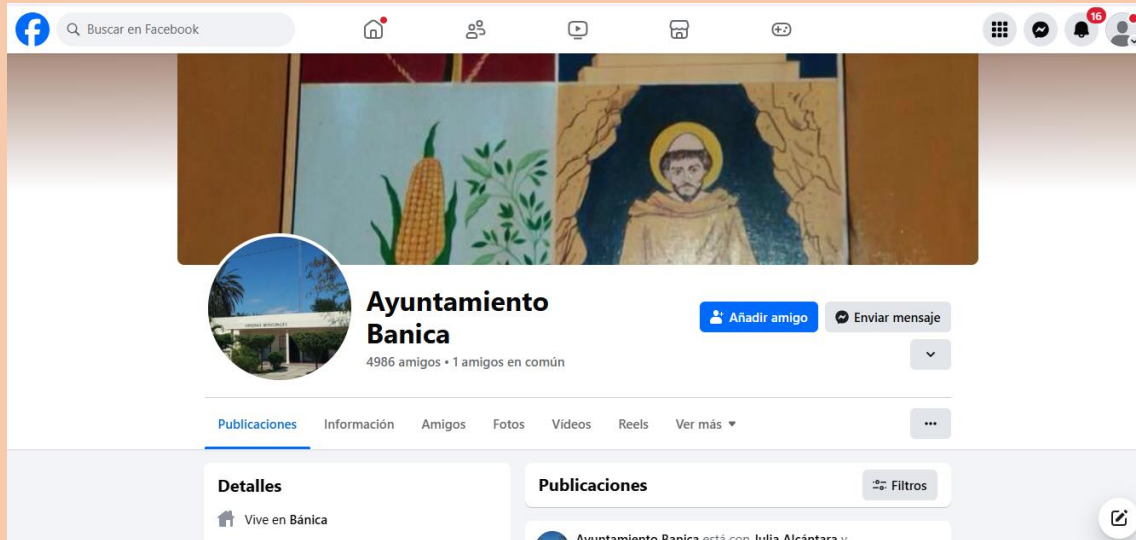 Buscar en Facebook
16
Ayuntamiento
Banica
4986 amigos • 1 amigos en común
Añadir amigo
Enviar mensaje
Publicaciones Información Amigos Fotos Vídeos Reels Ver más
Detalles
Vive en Bánica
Publicaciones
Filtros
Ayuntamiento Banica está con Julia Alcántara y